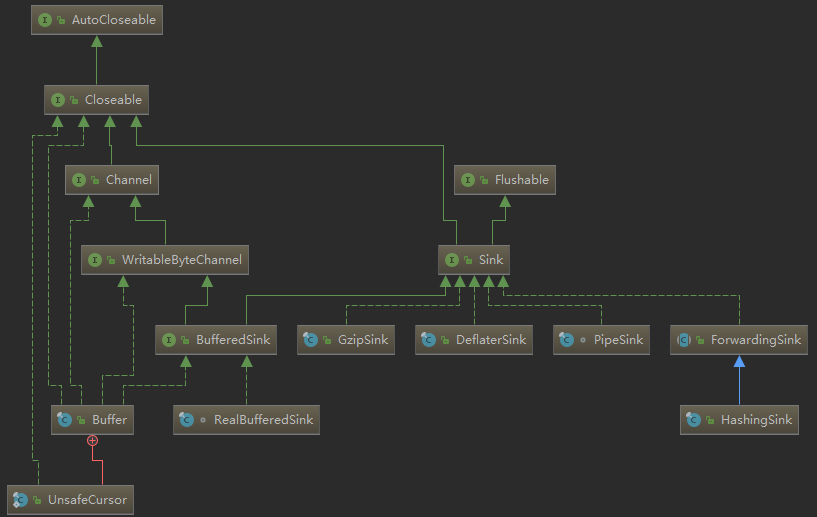 AutoCloseable
Closeable
Channel
Flushable
WritableByteChannel
Sink
BufferedSink
GzipSink
DeflaterSink
PipeSink
ForwardingSink
Buffer
RealBufferedSink
HashingSink
UnsafeCursor